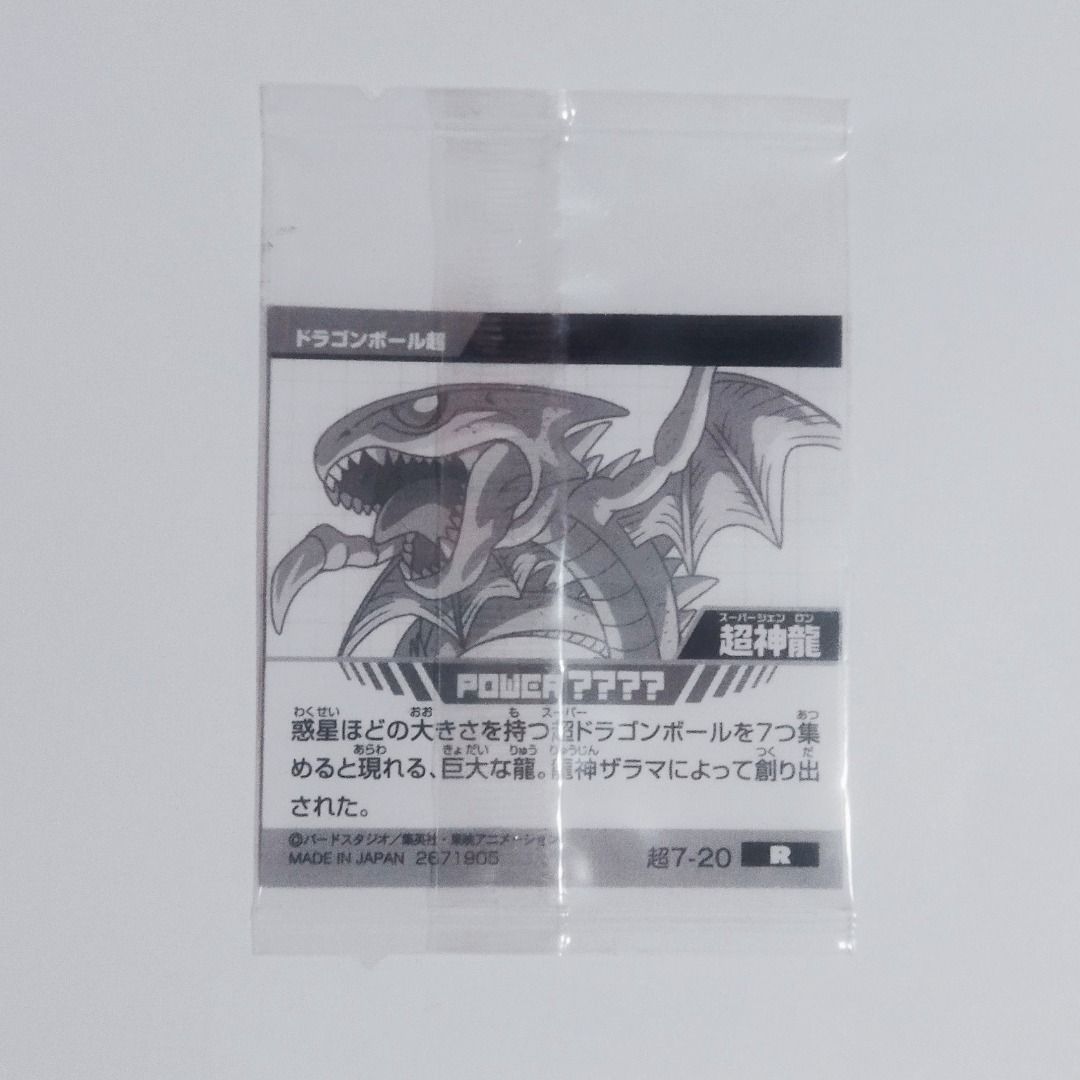 ドラゴンボール超
スーパーシェン ロン
超神龍
POWER ????
わくせい おお も スーパー あつ
惑星ほどの大きさを持つ超ドラゴンボールを7つ集
あらわ きょだい りゅう りゅうじん つく だ
めると現れる、巨大な龍。龍神ザラマによって創り出
された。
©バードスタジオ/集英社・東映アニメーション
MADE IN JAPAN 2671905
超7-20 R